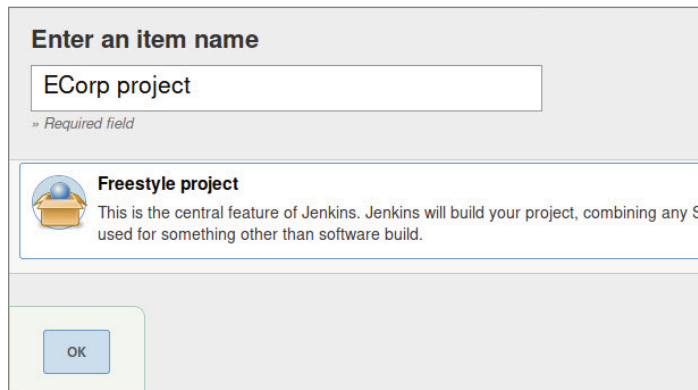 Enter an item name
ECorp project
» Required field
Freestyle project
This is the central feature of Jenkins. Jenkins will build your project, combining any S
used for something other than software build.
OK